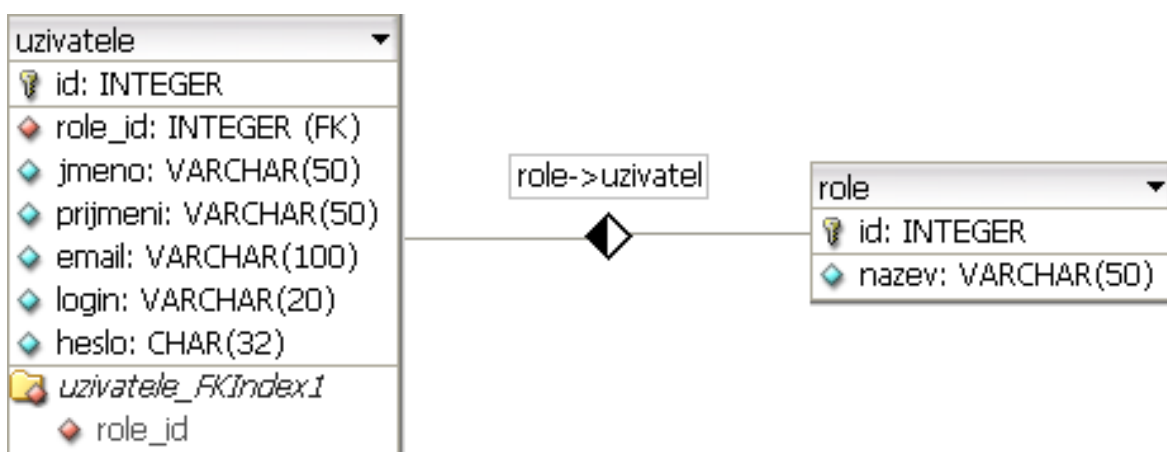 uzivatele
id: INTEGER
role_id: INTEGER (FK)
jmeno: VARCHAR(50)
prijmeni: VARCHAR(50)
email: VARCHAR(100)
login: VARCHAR(20)
heslo: CHAR(32)
uzivatele_FKIndex1
role_id
role->uzivatel
role
id: INTEGER
nazev: VARCHAR(50)